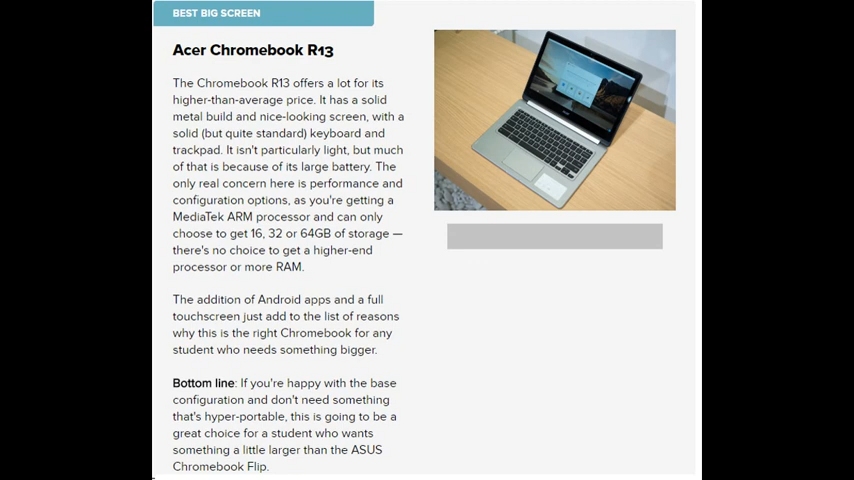 BEST BIG SCREEN
Acer Chromebook R13
The Chromebook R13 offers a lot for its
higher-than-average price. It has a solid
metal build and nice-looking screen, with a
solid (but quite standard) keyboard and
trackpad. It isn't particularly light, but much
of that is because of its large battery. The
only real concern here is performance and
configuration options, as you're getting a
MediaTek ARM processor and can only
choose to get 16, 32 or 64GB of storage —
there's no choice to get a higher-end
processor or more RAM.
The addition of Android apps and a full
touchscreen just add to the list of reasons
why this is the right Chromebook for any
student who needs something bigger.
Bottom line: If you're happy with the base
configuration and don't need something
that's hyper-portable, this is going to be a
great choice for a student who wants
something a little larger than the ASUS
Chromebook Flip.